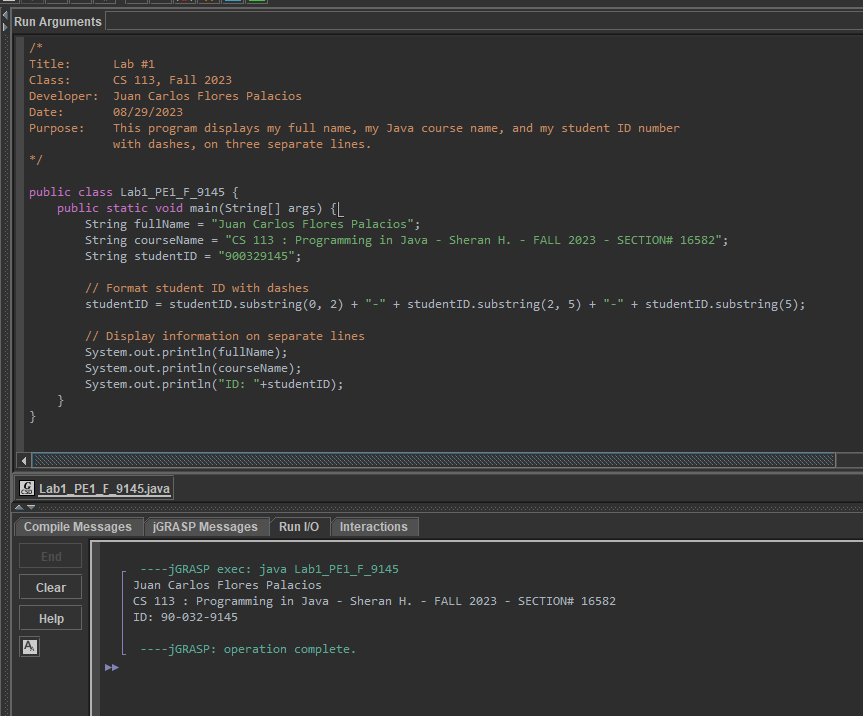 Run Arguments
/*
Title:      Lab #1
Class:      CS 113, Fall 2023
Developer:  Juan Carlos Flores Palacios
Date:       08/29/2023
Purpose:    This program displays my full name, my Java course name, and my student ID number
            with dashes, on three separate lines.
*/
public class Lab1_PE1_F_9145 {
    public static void main(String[] args) {
        String fullName = "Juan Carlos Flores Palacios";
        String courseName = "CS 113 : Programming in Java - Sheran H. - FALL 2023 - SECTION# 16582";
        String studentID = "900329145";
        // Format student ID with dashes
        studentID = studentID.substring(0, 2) + "-" + studentID.substring(2, 5) + "-" + studentID.substring(5);
        // Display information on separate lines
        System.out.println(fullName);
        System.out.println(courseName);
        System.out.println("ID: "+studentID);
    }
}
Lab1_PE1_F_9145.java
Compile Messages jGRASP Messages Run I/O Interactions
End
Clear
Help
 ----jGRASP exec: java Lab1_PE1_F_9145
Juan Carlos Flores Palacios
CS 113 : Programming in Java - Sheran H. - FALL 2023 - SECTION# 16582
ID: 90-032-9145
 ----jGRASP: operation complete.